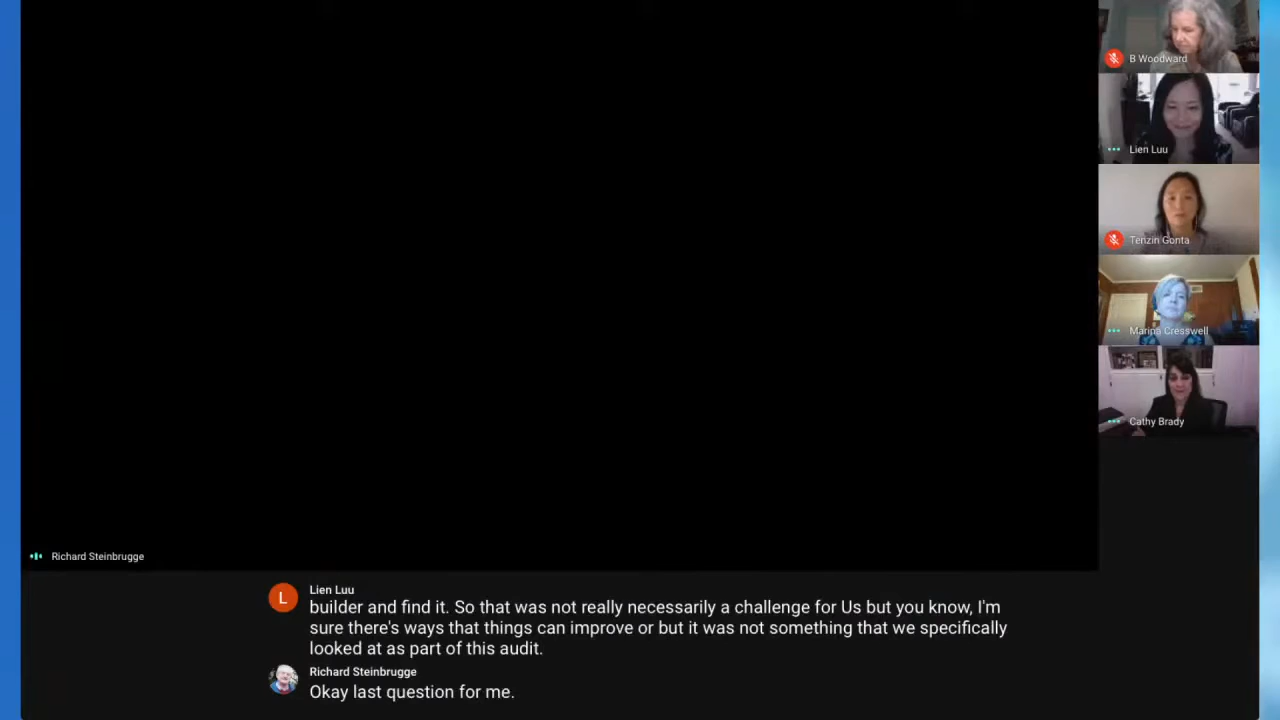 B Woodward
Lien Luu
Tenzin Gonta
Marina Cresswell
Cathy Brady
Richard Steinbrugge
L
Lien Luu
builder and find it. So that was not really necessarily a challenge for Us but you know, I'm
sure there's ways that things can improve or but it was not something that we specifically
looked at as part of this audit.
Richard Steinbrugge
Okay last question for me.